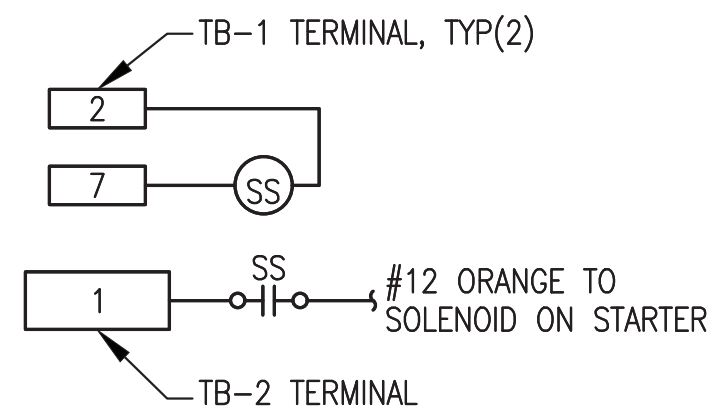 TB-1 TERMINAL, TYP(2)
2
7
SS
SS
1
#12 ORANGE TO
SOLENOID ON STARTER
TB-2 TERMINAL